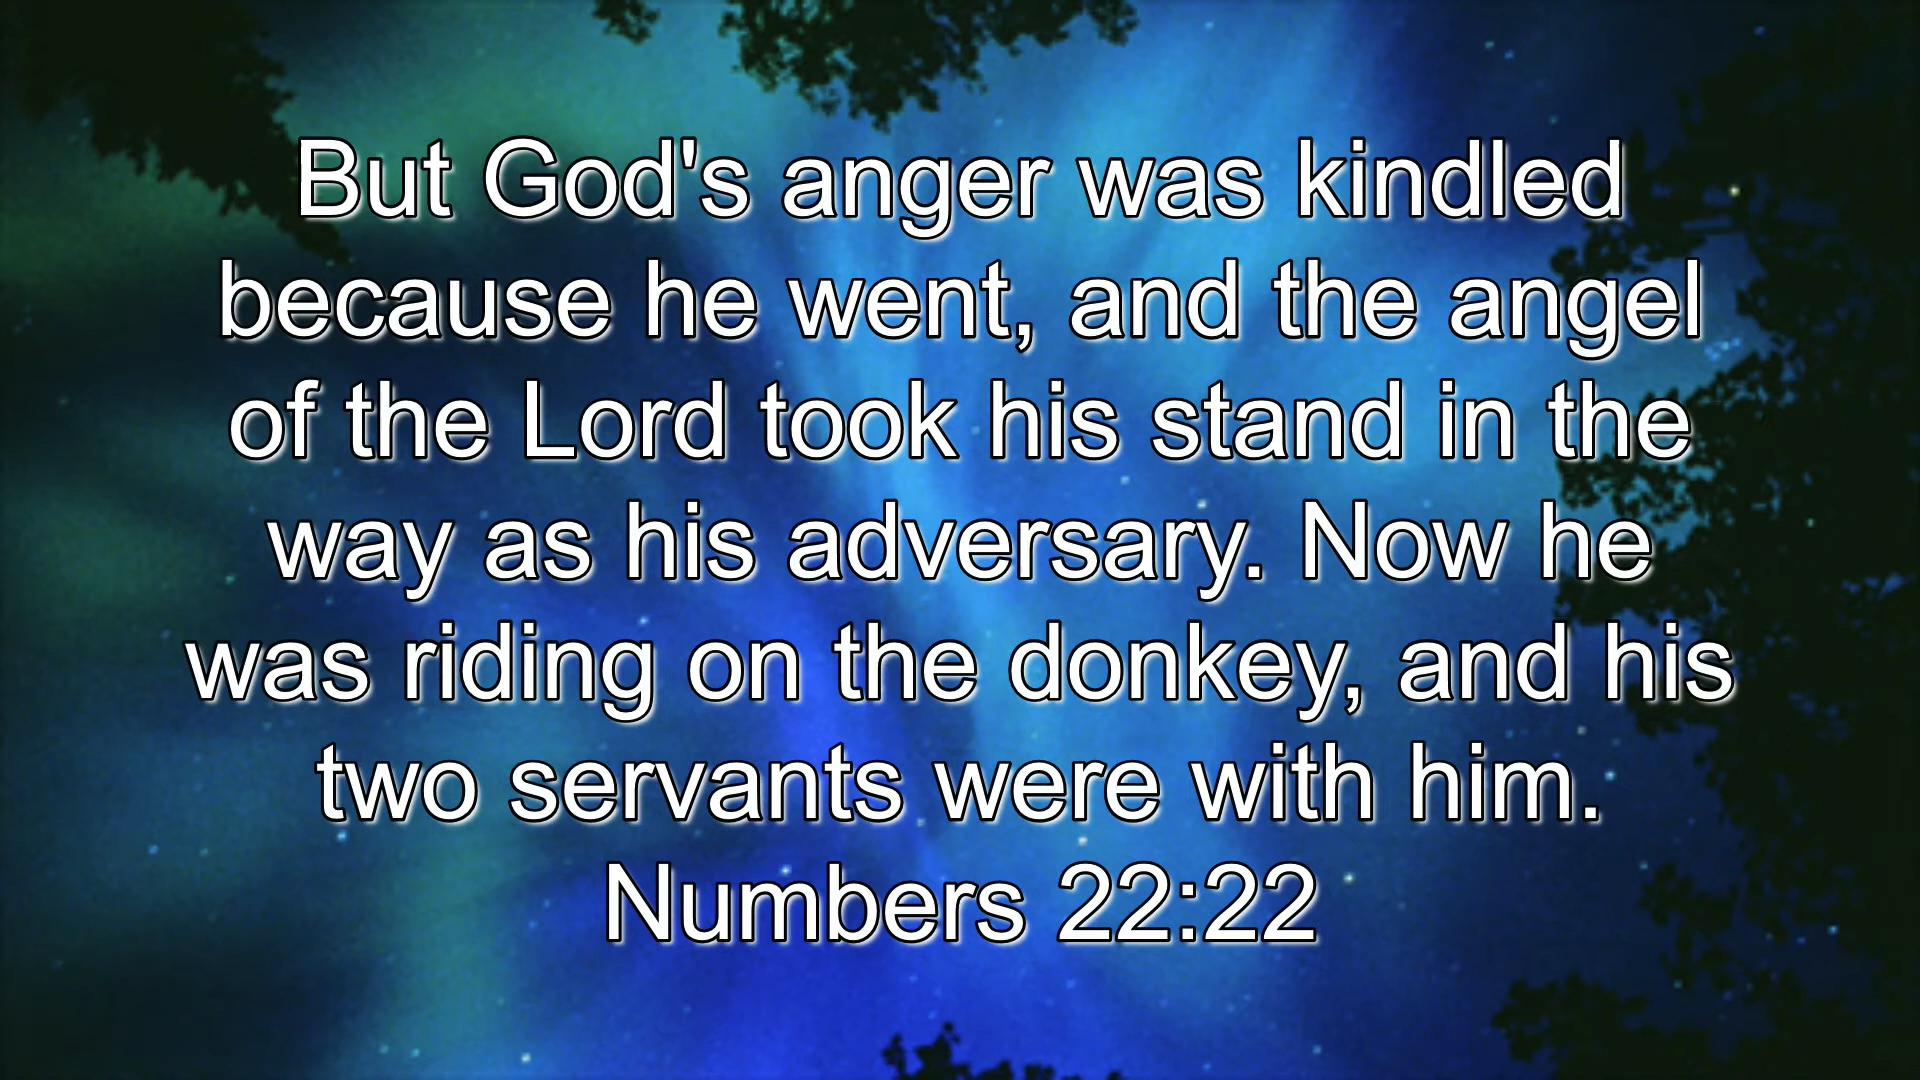 But God's anger was kindled
because he went, and the angel
of the Lord took his stand in the
way as his adversary. Now he
was riding on the donkey, and his
two servants were with him.
Numbers 22:22